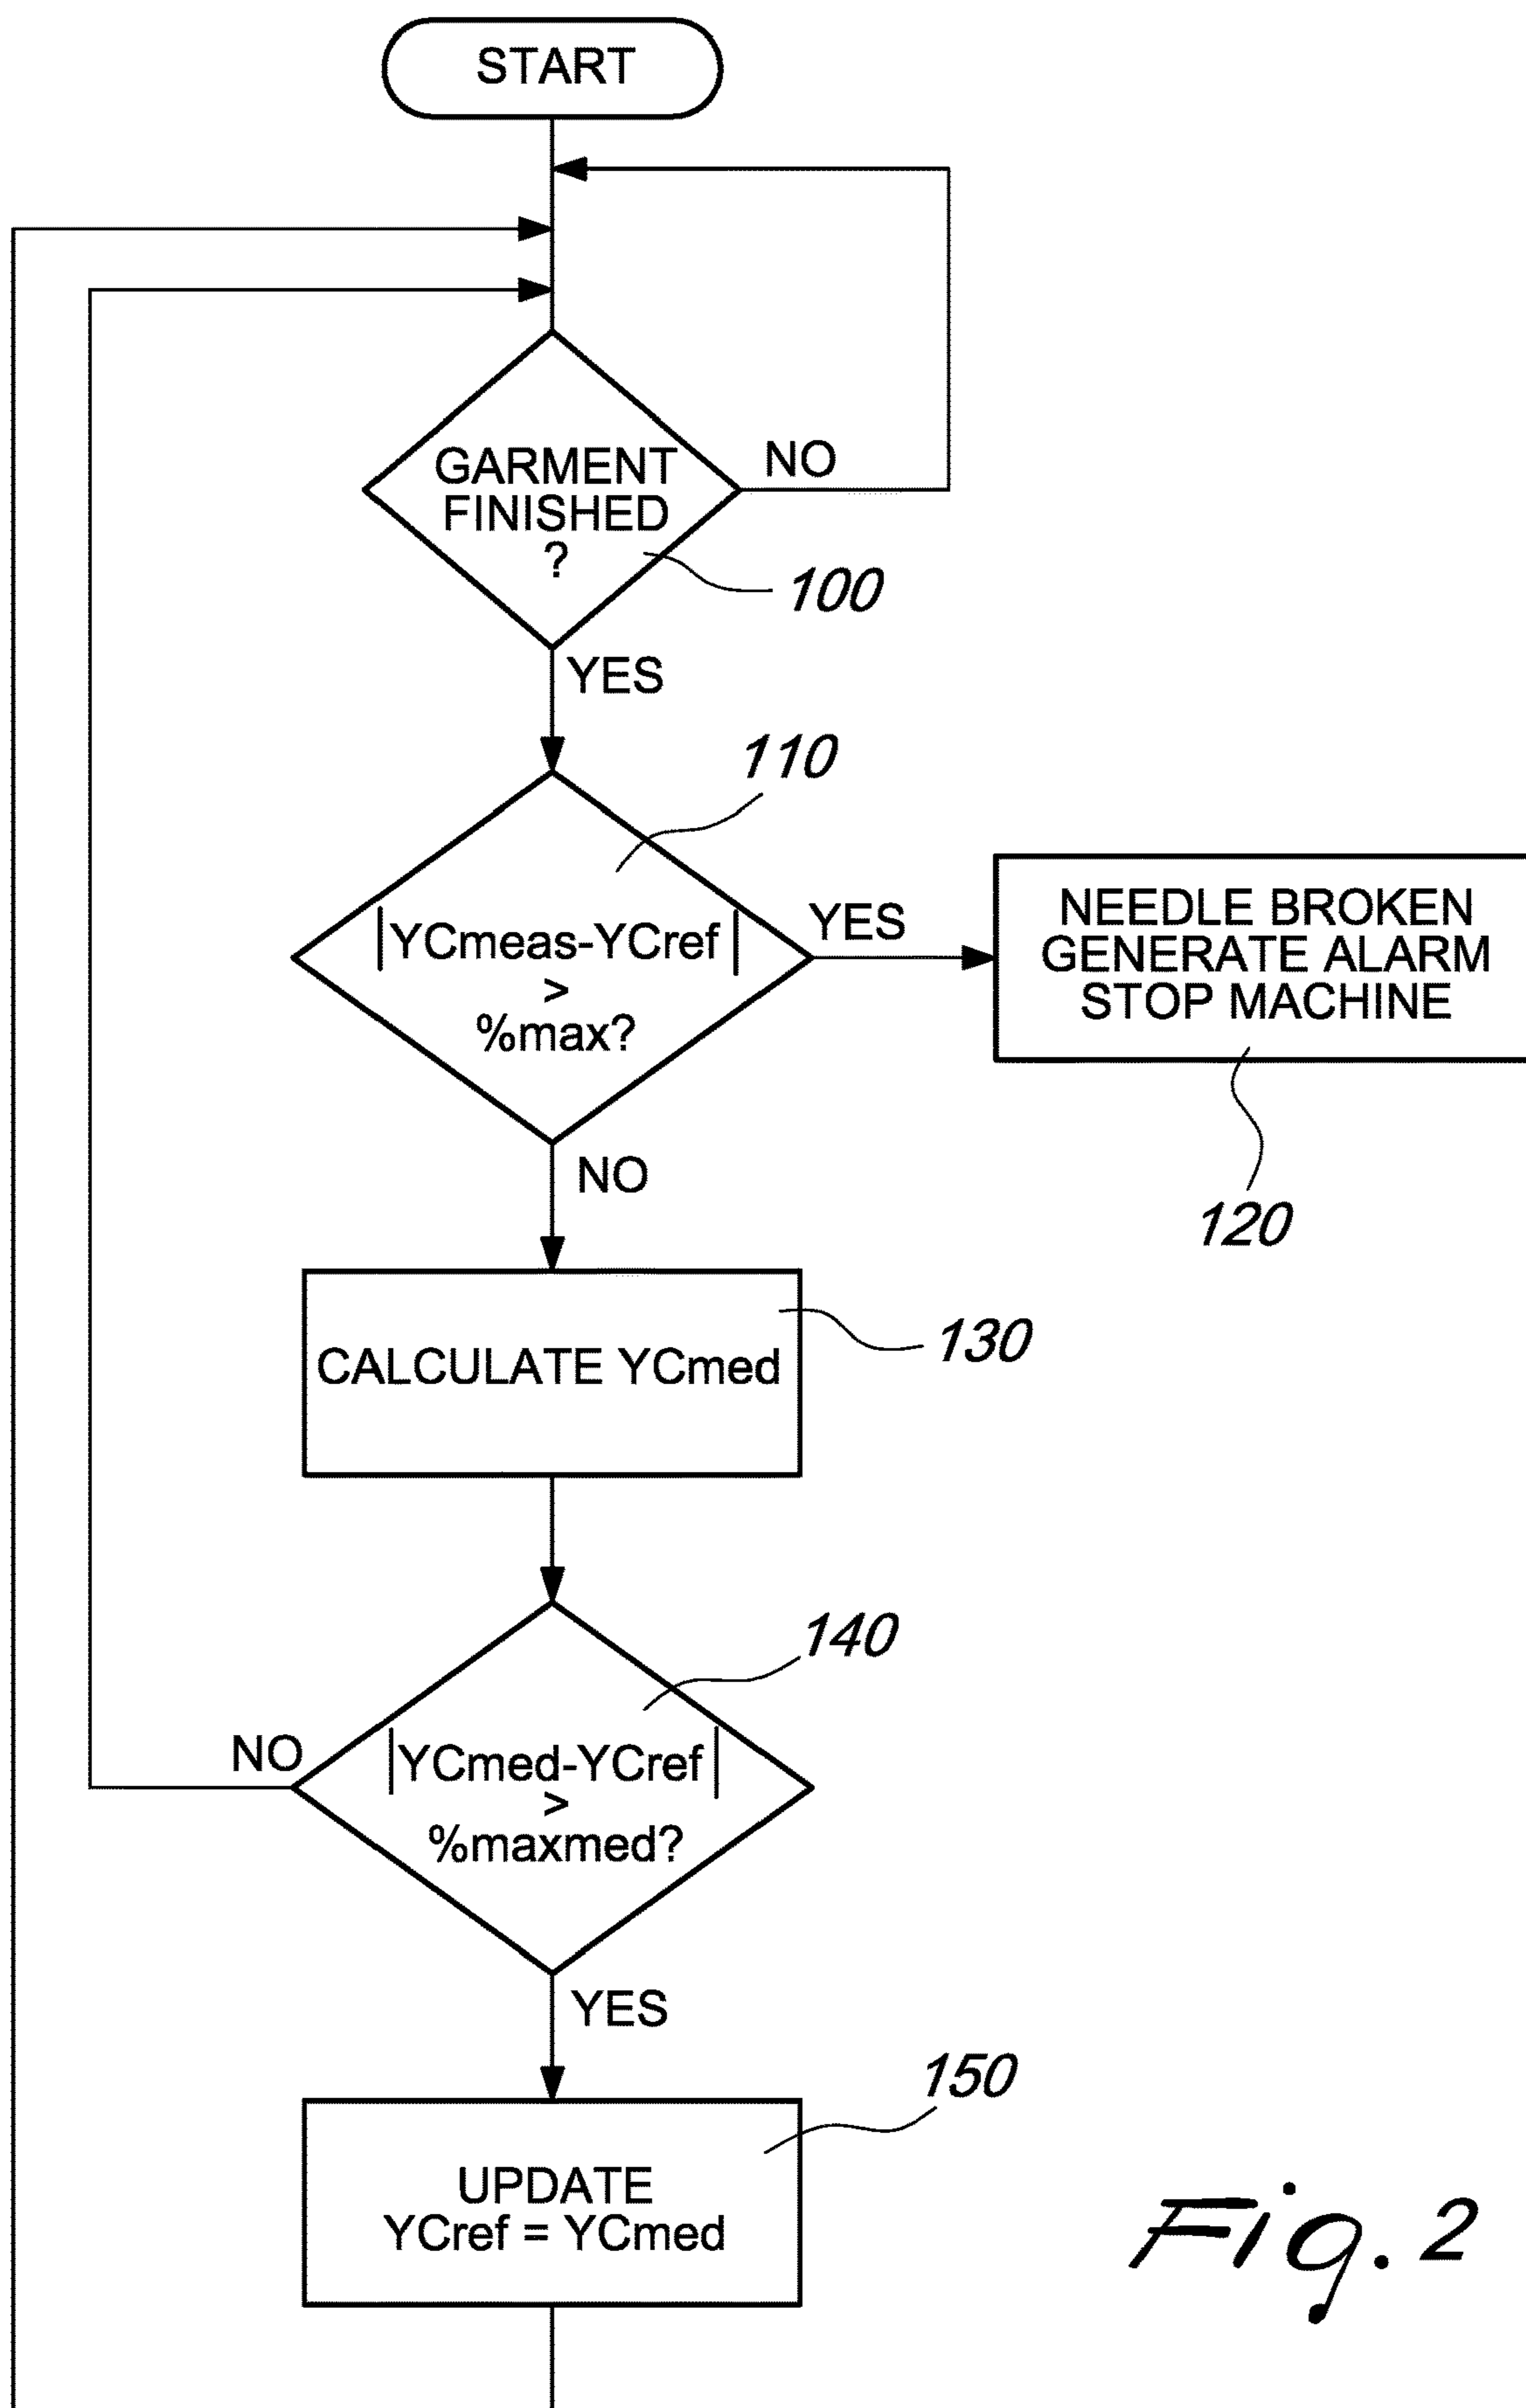 START
GARMENT
FINISHED
?
NO
100
YES
110
|YCmeas-YCref|
>
%max?
YES
NEEDLE BROKEN
GENERATE ALARM
STOP MACHINE
120
NO
CALCULATE YCmed
130
140
NO
|YCmed-YCref|
>
%maxmed?
YES
150
UPDATE
YCref = YCmed
Fig. 2